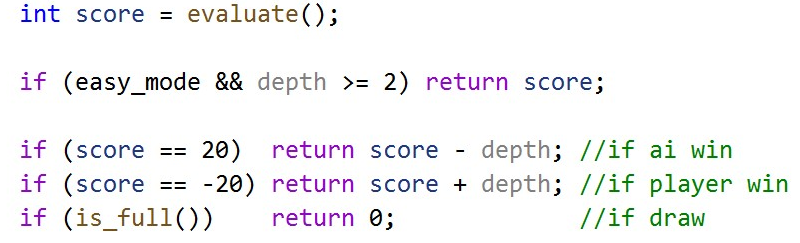 int score = evaluate();
if (easy_mode && depth >= 2) return score;
if (score == 20)  return score - depth; //if ai win
if (score == -20) return score + depth; //if player win
if (is_full())    return 0;             //if draw